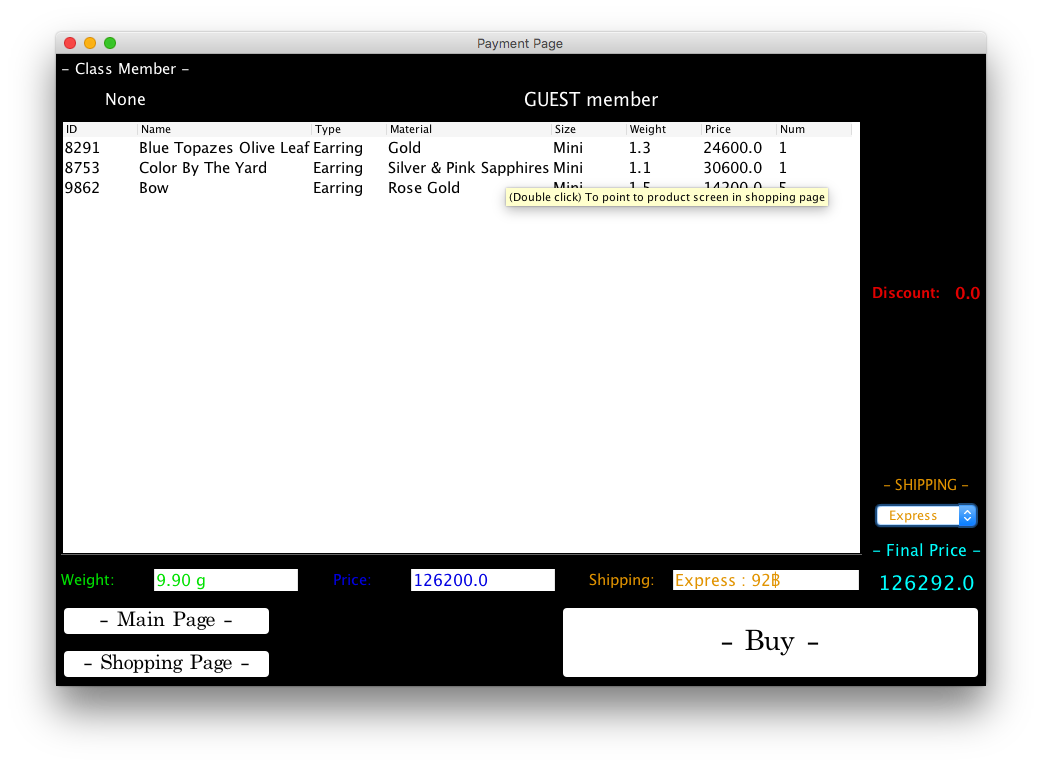 Payment Page
– Class Member –
None GUEST member
ID Name Type Material Size Weight Price Num
8291 Blue Topazes Olive Leaf Earring Gold Mini 1.3 24600.0 1
8753 Color By The Yard Earring Silver & Pink Sapphires Mini 1.1 30600.0 1
9862 Bow Earring Rose Gold Mini 1.5 14200.0 5
(Double click) To point to product screen in shopping page
Discount: 0.0
– SHIPPING –
Express
– Final Price –
Weight: 9.90 g Price: 126200.0 Shipping: Express : 92฿ 126292.0
– Main Page –
– Shopping Page –
– Buy –